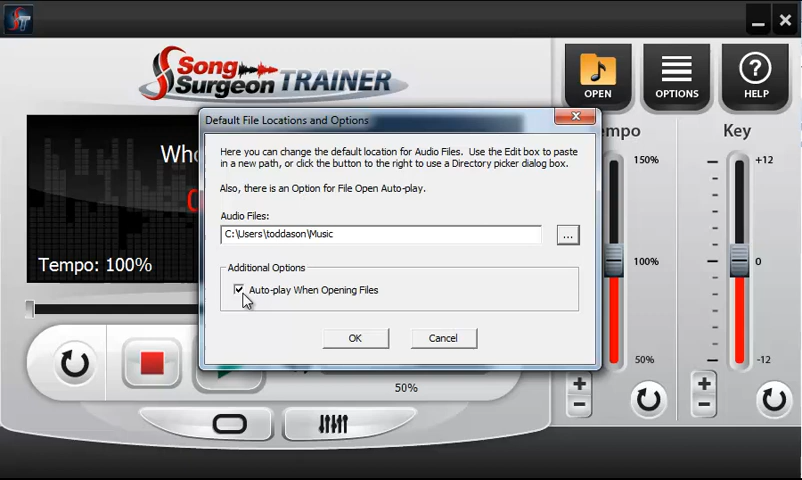 Song
Surgeon TRAINER
OPEN
OPTIONS
HELP
Default File Locations and Options
Here you can change the default location for Audio Files. Use the Edit box to paste
in a new path, or click the button to the right to use a Directory picker dialog box.
Also, there is an Option for File Open Auto-play.
Audio Files:
C:\Users\toddason\Music
...
Additional Options
Auto-play When Opening Files
OK
Cancel
Tempo: 100%
Key
150%
100%
50%
+12
0
-12
50%
+
−
+
−